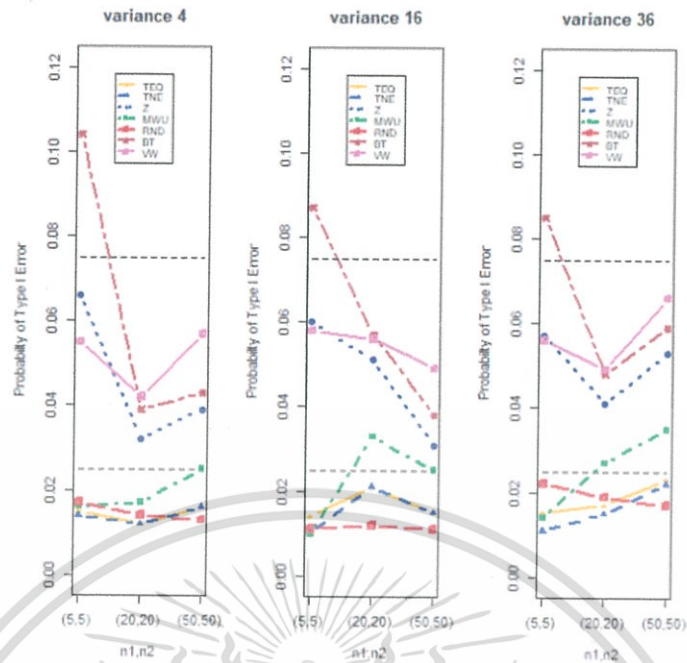 variance 4
variance 16
variance 36
Probabilty of Type I Error
0.00
0.02
0.04
0.06
0.08
0.10
0.12
TEQ
TNE
Z
MWU
RND
BT
VW
(5,5)
(20,20)
(50,50)
n1,n2
Probabilty of Type I Error
0.00
0.02
0.04
0.06
0.08
0.10
0.12
TEQ
TNE
Z
MWU
RND
BT
VW
(5,5)
(20,20)
(50,50)
n1,n2
Probabilty of Type I Error
0.00
0.02
0.04
0.06
0.08
0.10
0.12
TEQ
TNE
Z
MWU
RND
BT
VW
(5,5)
(20,20)
(50,50)
n1,n2